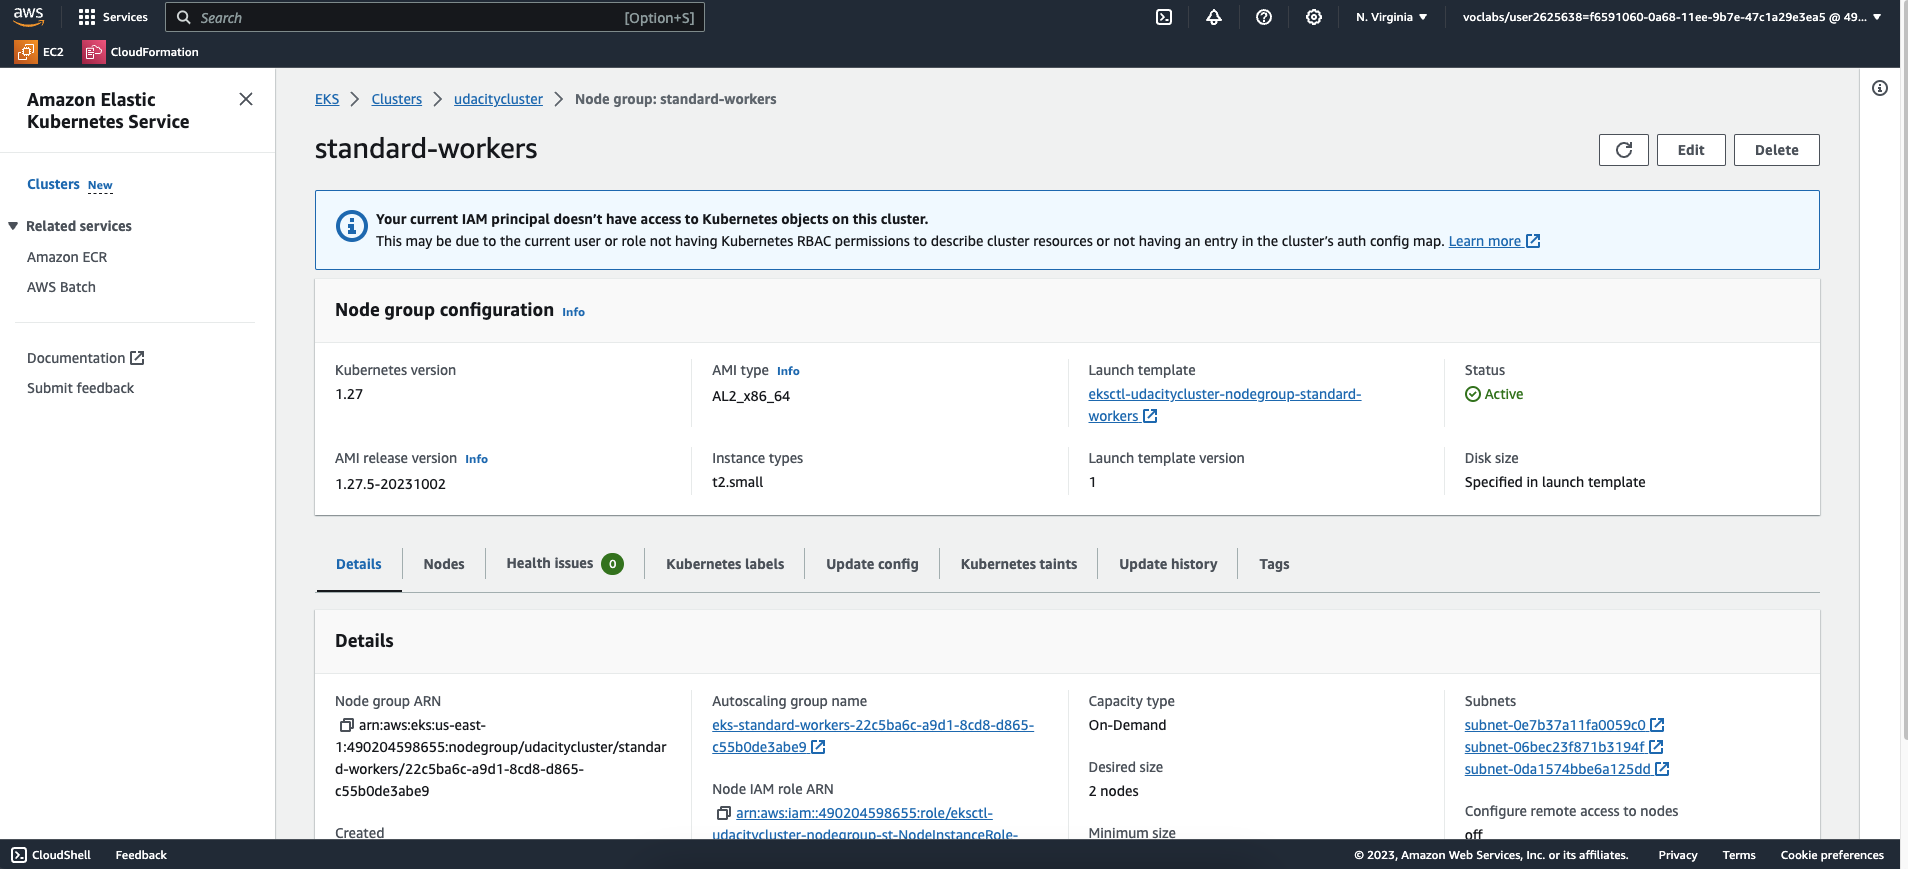 aws
Services
Search
[Option+S]
N. Virginia
voclabs/user2625638=f6591060-0a68-11ee-9b7e-47c1a29e3ea5 @ 49...
EC2
CloudFormation
Amazon Elastic
Kubernetes Service
Clusters New
Related services
Amazon ECR
AWS Batch
Documentation
Submit feedback
EKS
Clusters
udacitycluster
Node group: standard-workers
standard-workers
Edit
Delete
Your current IAM principal doesn’t have access to Kubernetes objects on this cluster.
This may be due to the current user or role not having Kubernetes RBAC permissions to describe cluster resources or not having an entry in the cluster’s auth config map. Learn more
Node group configuration Info
Kubernetes version
1.27
AMI type Info
AL2_x86_64
Launch template
eksctl-udacitycluster-nodegroup-standard-
workers
Status
Active
AMI release version Info
1.27.5-20231002
Instance types
t2.small
Launch template version
1
Disk size
Specified in launch template
Details
Nodes
Health issues 0
Kubernetes labels
Update config
Kubernetes taints
Update history
Tags
Details
Node group ARN
arn:aws:eks:us-east-
1:490204598655:nodegroup/udacitycluster/standar
d-workers/22c5ba6c-a9d1-8cd8-d865-
c55b0de3abe9
Created
Autoscaling group name
eks-standard-workers-22c5ba6c-a9d1-8cd8-d865-
c55b0de3abe9
Node IAM role ARN
arn:aws:iam::490204598655:role/eksctl-
udacitycluster-nodegroup-st-NodeInstanceRole-
Capacity type
On-Demand
Desired size
2 nodes
Minimum size
Subnets
subnet-0e7b37a11fa0059c0
subnet-06bec23f871b3194f
subnet-0da1574bbe6a125dd
Configure remote access to nodes
off
CloudShell
Feedback
© 2023, Amazon Web Services, Inc. or its affiliates.
Privacy
Terms
Cookie preferences